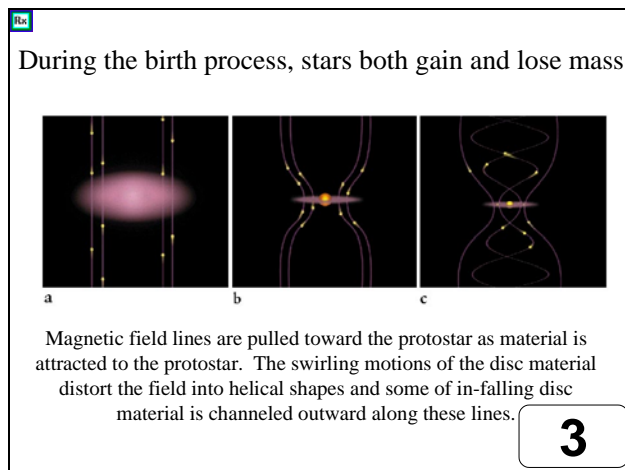 Rx
During the birth process, stars both gain and lose mass
a
b
c
Magnetic field lines are pulled toward the protostar as material is
attracted to the protostar. The swirling motions of the disc material
distort the field into helical shapes and some of in-falling disc
material is channeled outward along these lines.
3